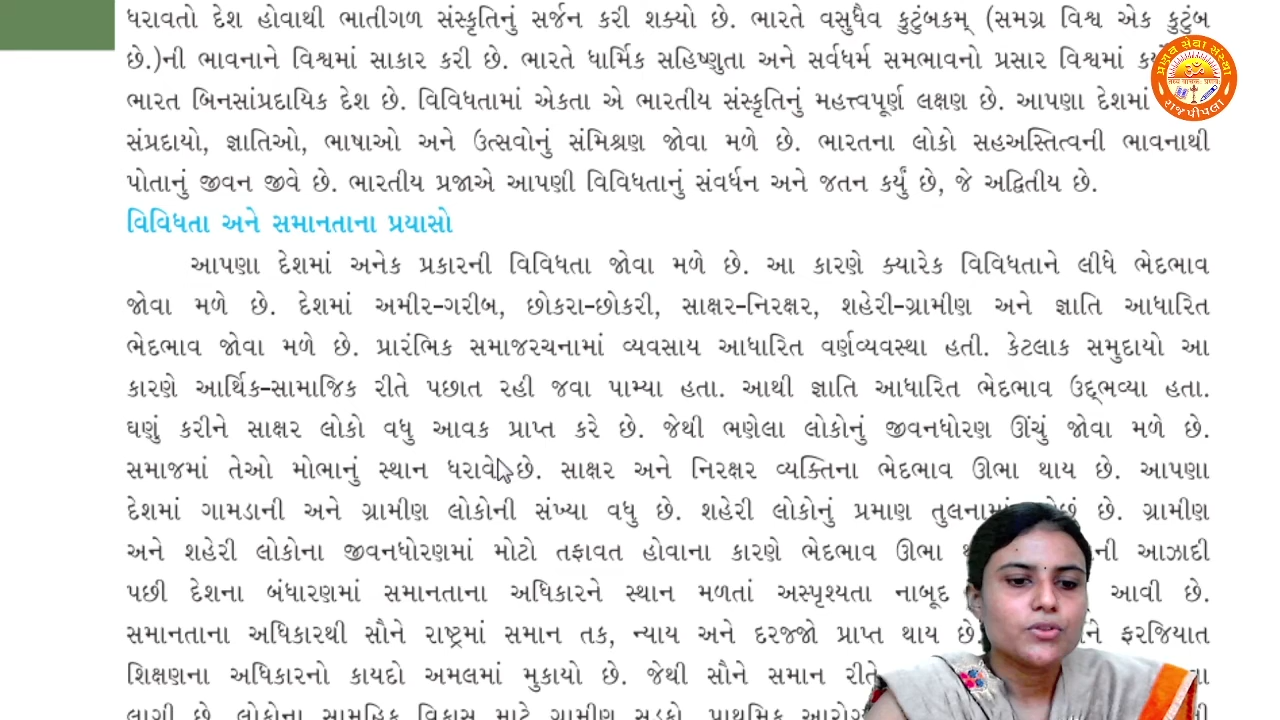 ધરાવતો દેશ હોવાથી ભાતીગળ સંસ્કૃતિનું સર્જન કરી શક્યો છે. ભારતે વસુધૈવ કુટુંબકમ્ (સમગ્ર વિશ્વ એક કુટુંબ
છે.)ની ભાવનાને વિશ્વમાં સાકાર કરી છે. ભારતે ધાર્મિક સહિષ્ણુતા અને સર્વધર્મ સમભાવનો પ્રસાર વિશ્વમાં
ભારત બિનસાંપ્રદાયિક દેશ છે. વિવિધતામાં એકતા એ ભારતીય સંસ્કૃતિનું મહત્ત્વપૂર્ણ લક્ષણ છે. આપણા દેશમાં
સંપ્રદાયો, જ્ઞાતિઓ, ભાષાઓ અને ઉત્સવોનું સંમિશ્રણ જોવા મળે છે. ભારતના લોકો સહઅસ્તિત્વની ભાવનાથી
પોતાનું જીવન જીવે છે. ભારતીય પ્રજાએ આપણી વિવિધતાનું સંવર્ધન અને જતન કર્યું છે, જે અદ્વિતીય છે.
વિવિધતા અને સમાનતાના પ્રયાસો
આપણા દેશમાં અનેક પ્રકારની વિવિધતા જોવા મળે છે. આ કારણે ક્યારેક વિવિધતાને લીધે ભેદભાવ
જોવા મળે છે. દેશમાં અમીર-ગરીબ, છોકરા-છોકરી, સાક્ષર-નિરક્ષર, શહેરી-ગ્રામીણ અને જ્ઞાતિ આધારિત
ભેદભાવ જોવા મળે છે. પ્રારંભિક સમાજરચનામાં વ્યવસાય આધારિત વર્ણવ્યવસ્થા હતી. કેટલાક સમુદાયો આ
કારણે આર્થિક-સામાજિક રીતે પછાત રહી જવા પામ્યા હતા. આથી જ્ઞાતિ આધારિત ભેદભાવ ઉદ્ભવ્યા હતા.
ઘણું કરીને સાક્ષર લોકો વધુ આવક પ્રાપ્ત કરે છે. જેથી ભણેલા લોકોનું જીવનધોરણ ઊંચું જોવા મળે છે.
સમાજમાં તેઓ મોભાનું સ્થાન ધરાવે છે. સાક્ષર અને નિરક્ષર વ્યક્તિના ભેદભાવ ઊભા થાય છે. આપણા
દેશમાં ગામડાની અને ગ્રામીણ લોકોની સંખ્યા વધુ છે. શહેરી લોકોનું પ્રમાણ છે. ગ્રામીણ
અને શહેરી લોકોના જીવનધોરણમાં મોટો તફાવત હોવાના કારણે ભેદભાવ ઊભા આઝાદી
પછી દેશના બંધારણમાં સમાનતાના અધિકારને સ્થાન મળતાં અસ્પૃશ્યતા નાબૂદ આવી છે.
સમાનતાના અધિકારથી સૌને રાષ્ટ્રમાં સમાન તક, ન્યાય અને દરજ્જો પ્રાપ્ત થાય છે. ફરજિયાત
શિક્ષણના અધિકારનો કાયદો અમલમાં મુકાયો છે. જેથી સૌને સમાન રીતે
લાગી છે. લોકોના સામૂહિક વિકાસ માટે ગ્રામીણ સડકો, પ્રાથમિક
પ્રણવ સેવા સંસ્થા
રાજપીપલા